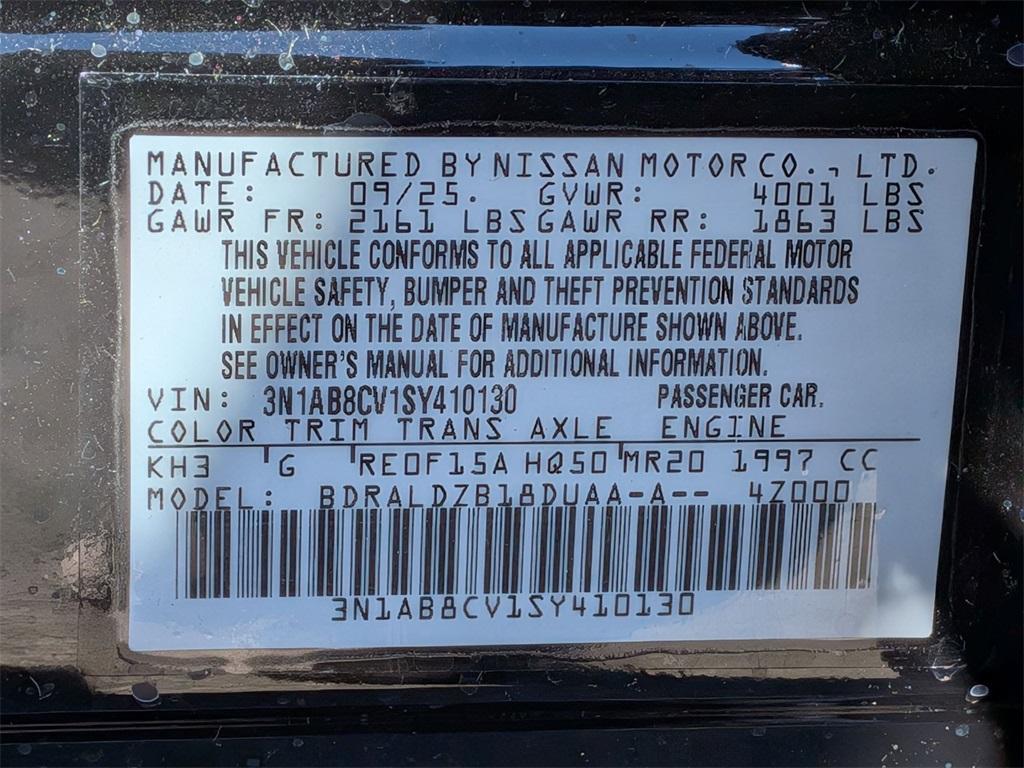 MANUFACTURED BY NISSAN MOTOR CO., LTD.
DATE: 09/25. GVWR: 4001 LBS
GAWR FR: 2161 LBS GAWR RR: 1863 LBS
THIS VEHICLE CONFORMS TO ALL APPLICABLE FEDERAL MOTOR
VEHICLE SAFETY, BUMPER AND THEFT PREVENTION STANDARDS
IN EFFECT ON THE DATE OF MANUFACTURE SHOWN ABOVE.
SEE OWNER'S MANUAL FOR ADDITIONAL INFORMATION.
VIN: 3N1AB8CV1SY410130 PASSENGER CAR.
COLOR TRIM TRANS AXLE ENGINE
KH3 G RE0F15A HQ50 MR20 1997 CC
MODEL: BDRALDZB18DUAA-A-- 4Z000
3N1AB8CV1SY410130